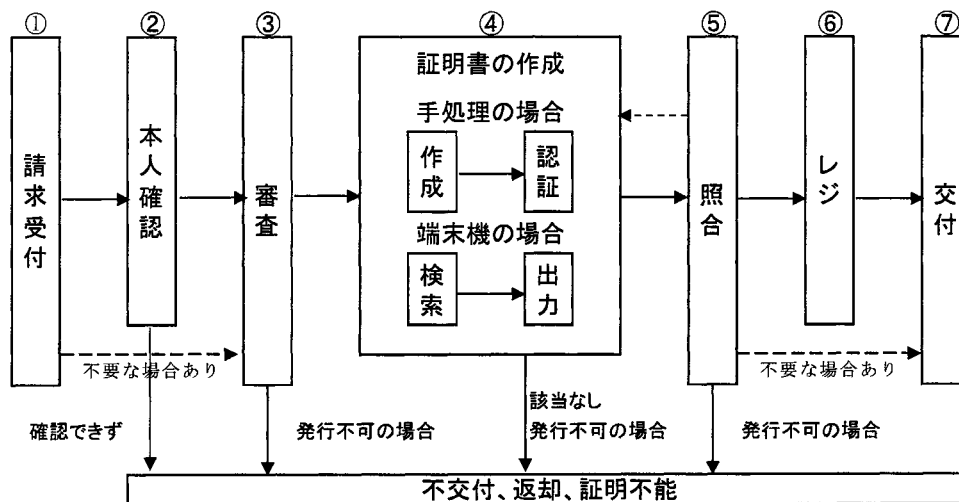 ① ② ③ ④ ⑤ ⑥ ⑦
請求受付
本人確認
審査
証明書の作成
手処理の場合
作成
認証
端末機の場合
検索
出力
照合
レジ
交付
不要な場合あり
不要な場合あり
確認できず
発行不可の場合
該当なし
発行不可の場合
発行不可の場合
不交付、返却、証明不能